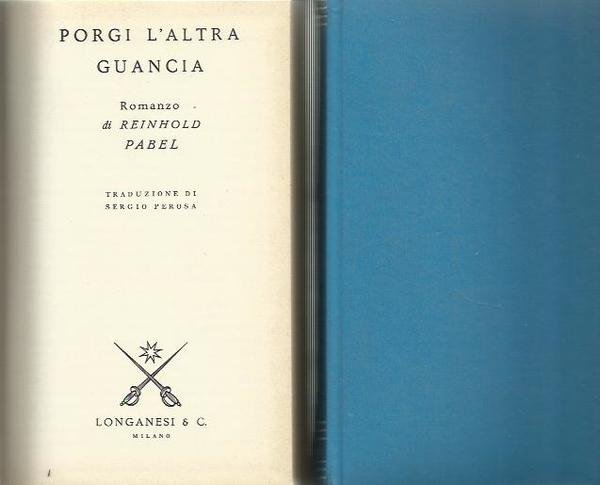 PORGI L'ALTRA
GUANCIA
Romanzo
di REINHOLD
PABEL
TRADUZIONE DI
SERGIO PEROSA
LONGANESI & C.
MILANO